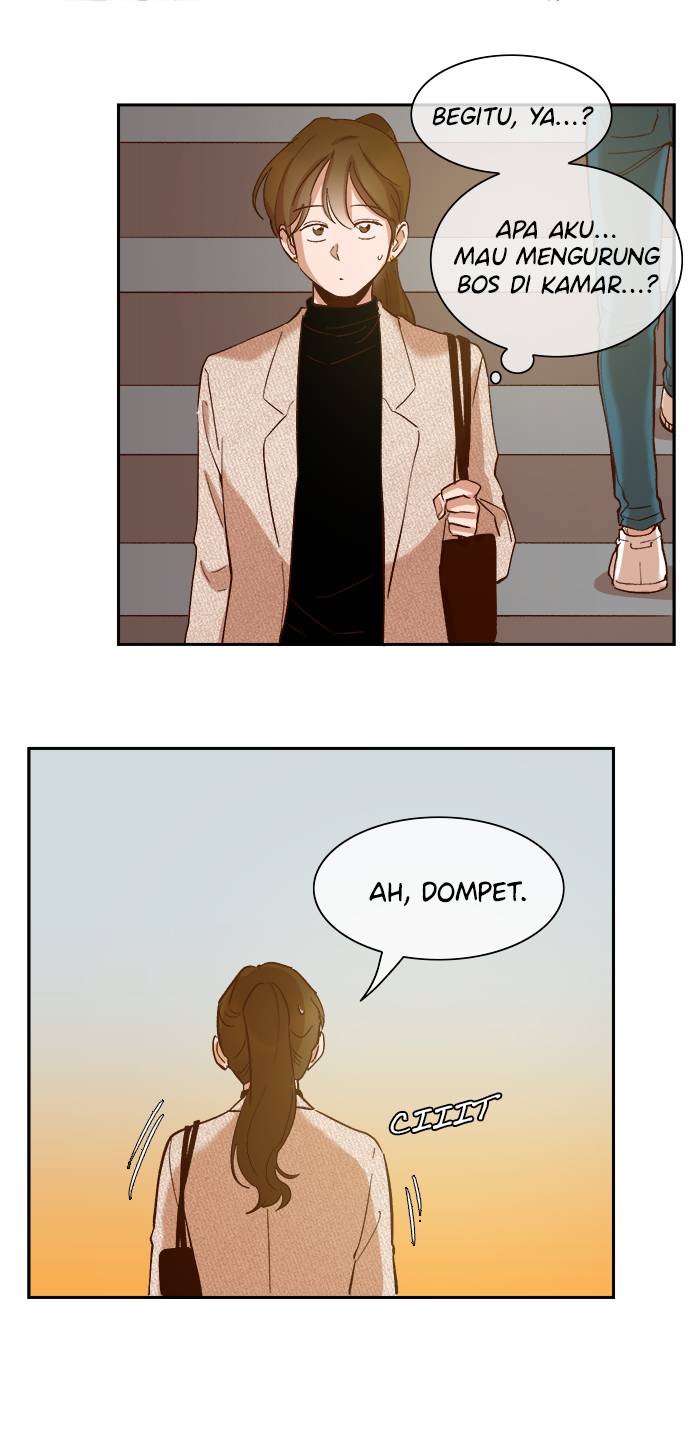 BEGITU, YA...?
APA AKU...
MAU MENGURUNG
BOS DI KAMAR...?
AH, DOMPET.
CIIIT